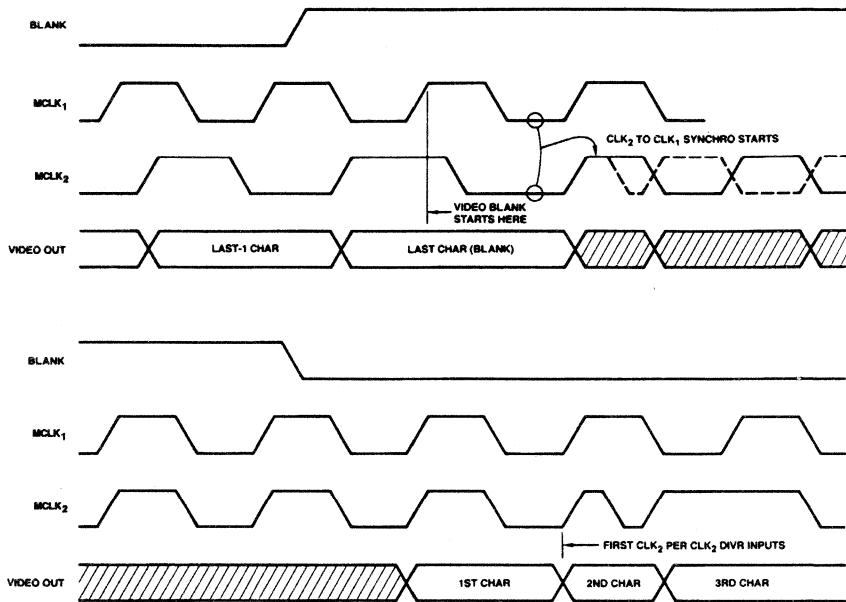 BLANK
MCLK₁
CLK₂ TO CLK₁ SYNCHRO STARTS
MCLK₂
VIDEO BLANK
STARTS HERE
VIDEO OUT
LAST-1 CHAR
LAST CHAR (BLANK)
BLANK
MCLK₁
MCLK₂
FIRST CLK₂ PER CLK₂ DIVR INPUTS
VIDEO OUT
1ST CHAR
2ND CHAR
3RD CHAR